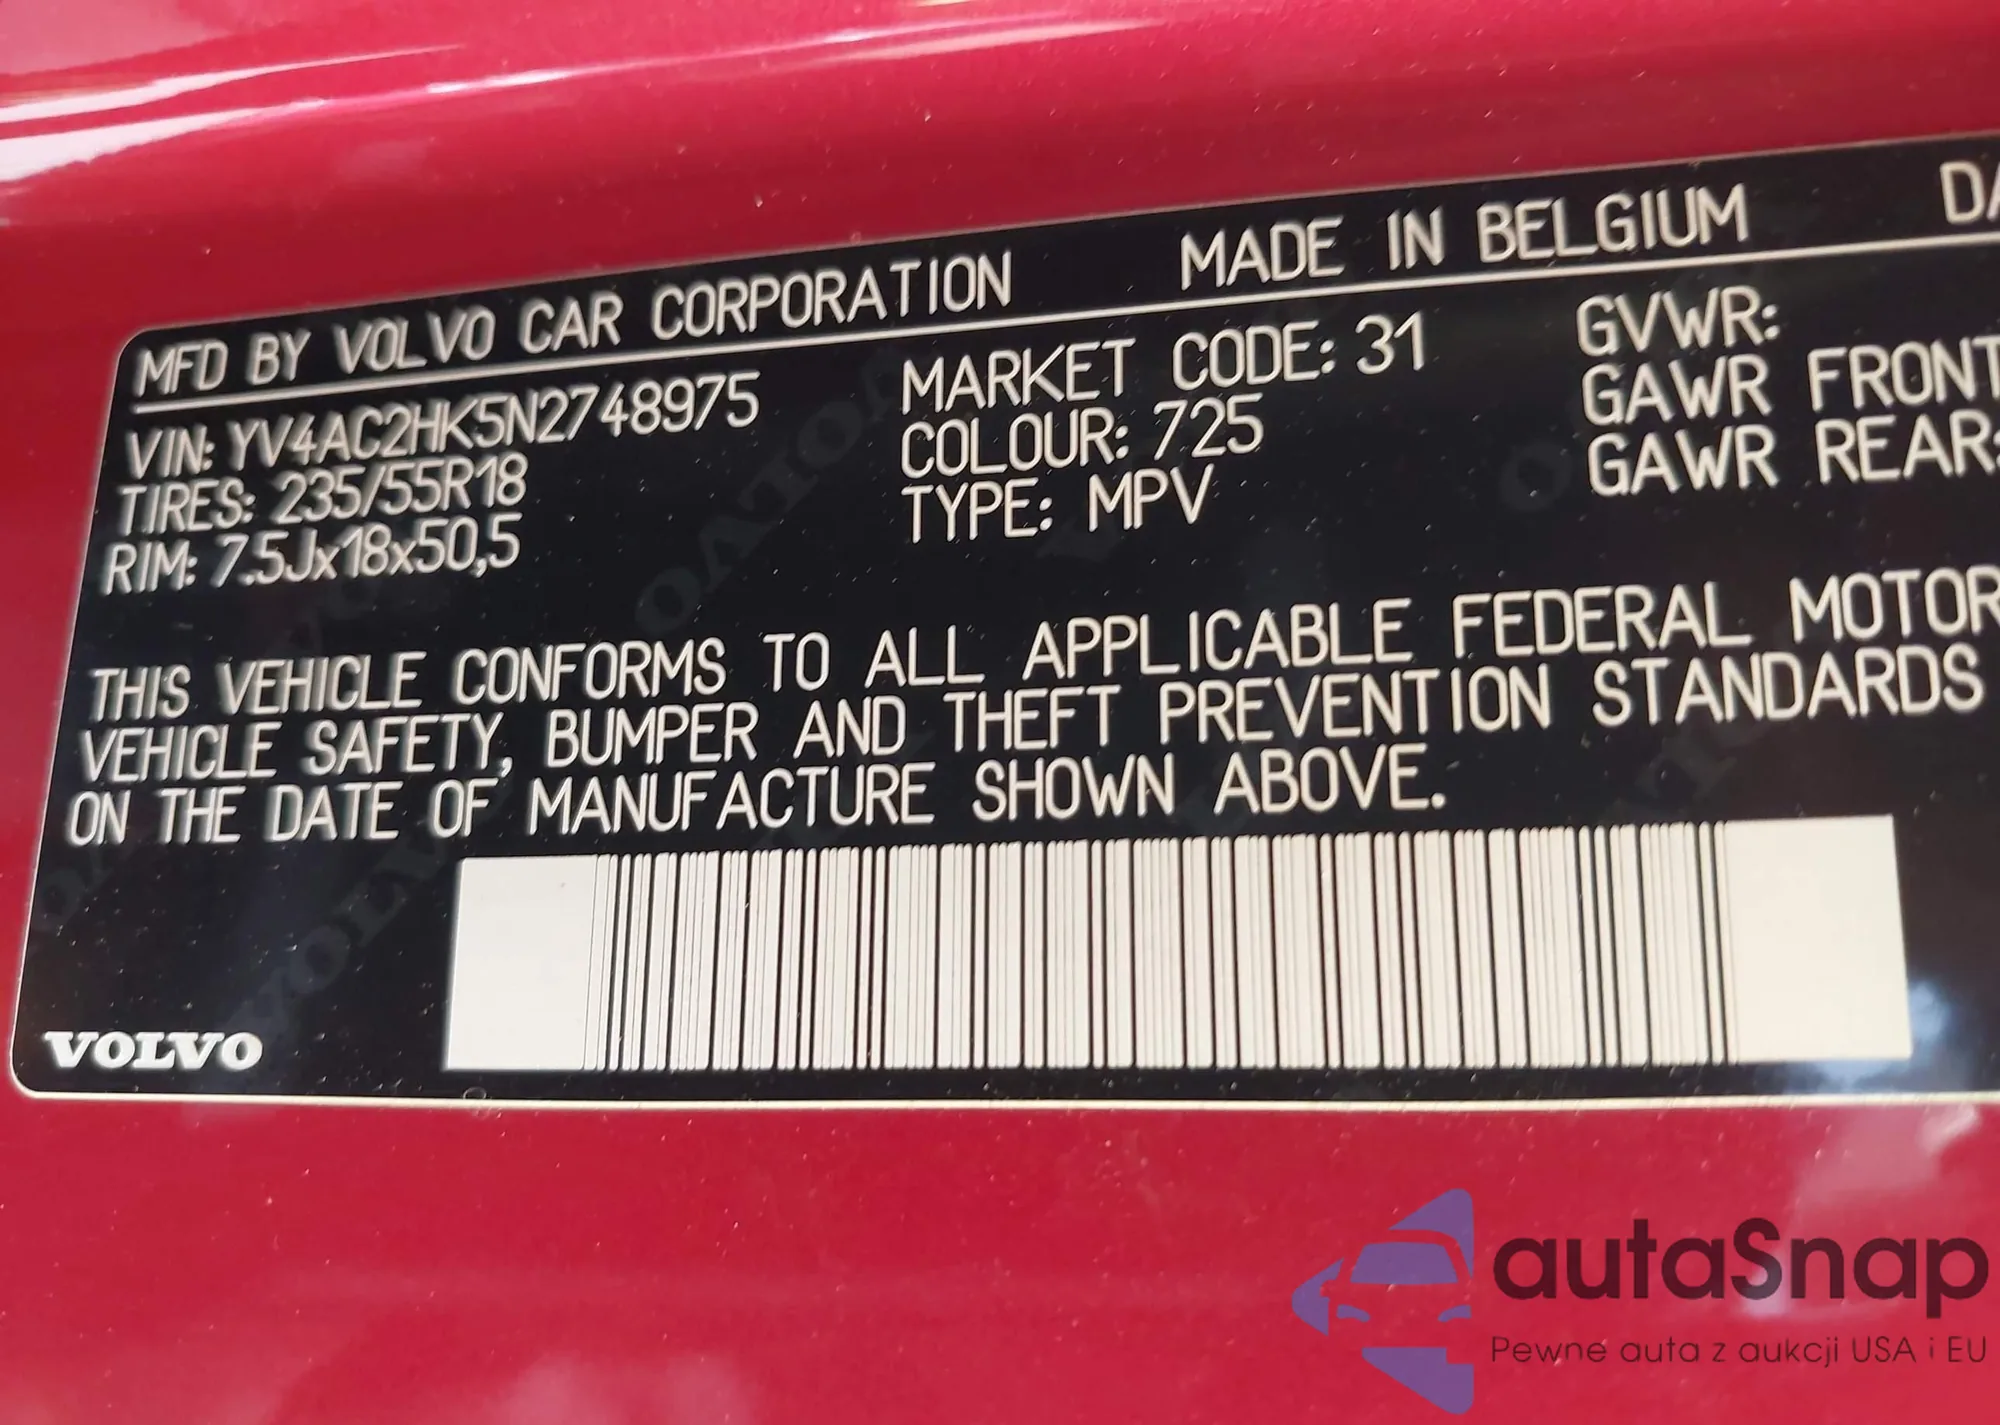 MFD BY VOLVO CAR CORPORATION MADE IN BELGIUM DA
VIN: YV4AC2HK5N2748975 MARKET CODE: 31 GVWR:
TIRES: 235/55R18 COLOUR: 725 GAWR FRONT
RIM: 7.5Jx18x50,5 TYPE: MPV GAWR REAR:
THIS VEHICLE CONFORMS TO ALL APPLICABLE FEDERAL MOTOR
VEHICLE SAFETY, BUMPER AND THEFT PREVENTION STANDARDS
ON THE DATE OF MANUFACTURE SHOWN ABOVE.
VOLVO
autaSnap
Pewne auta z aukcji USA i EU